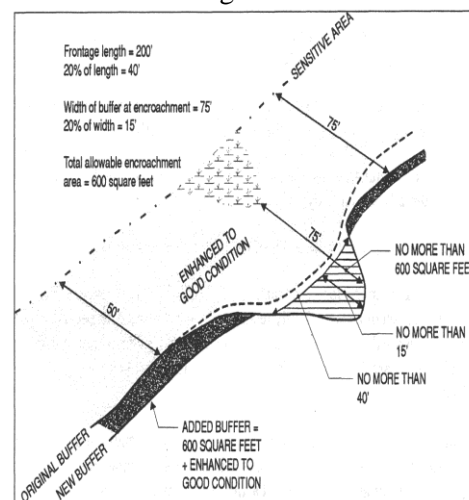 Frontage length = 200'
20% of length = 40'
Width of buffer at encroachment = 75'
20% of width = 15'
Total allowable encroachment
area = 600 square feet
SENSITIVE AREA
75'
75'
ENHANCED TO
GOOD CONDITION
50'
NO MORE THAN
600 SQUARE FEE
NO MORE THAN
15'
NO MORE THAN
40'
ADDED BUFFER =
600 SQUARE FEET
+ ENHANCED TO
GOOD CONDITION
ORIGINAL BUFFER
NEW BUFFER